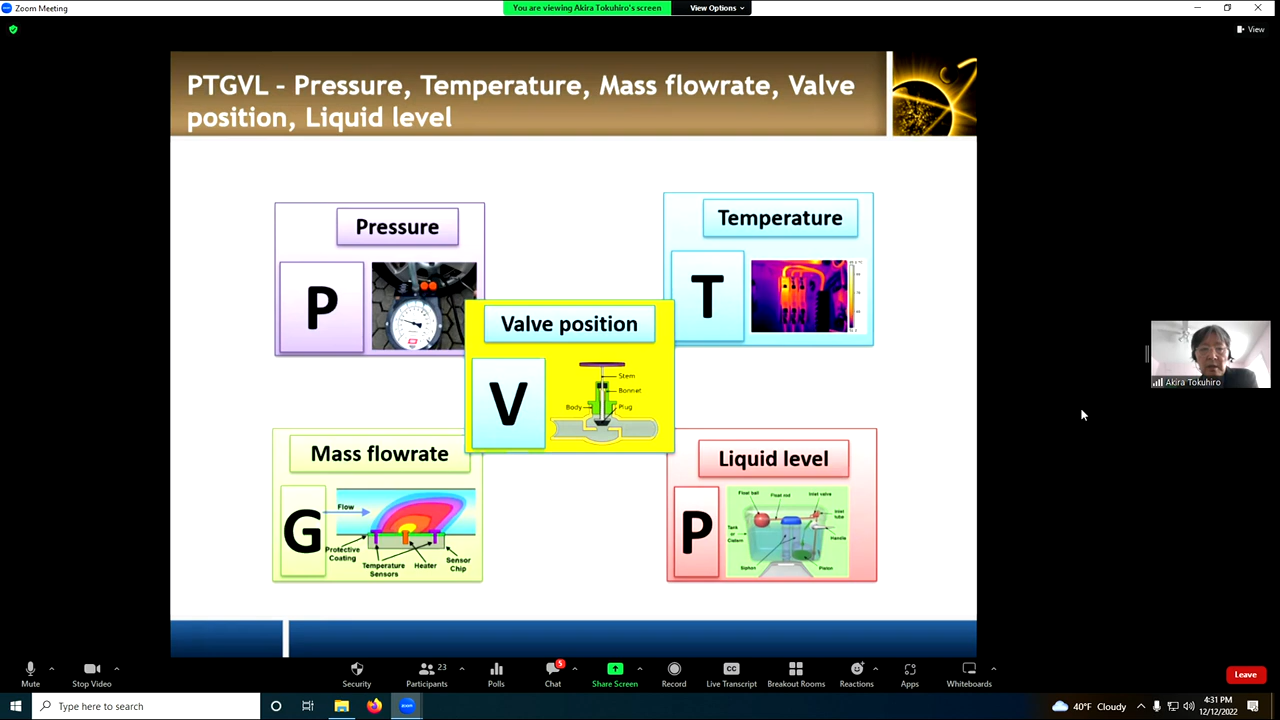 Zoom Meeting
You are viewing Akira Tokuhiro's screen
View Options
View
PTGVL – Pressure, Temperature, Mass flowrate, Valve
position, Liquid level
Pressure
P
Temperature
T
Valve position
V
Stem
Bonnet
Body
Plug
Mass flowrate
G
Flow
Protective
Coating
Temperature
Sensors
Heater
Sensor
Chip
Liquid level
P
Float ball
Float rod
Inlet valve
Inlet
tube
Handle
Tank
or
Cistern
Siphon
Piston
Akira Tokuhiro
Mute
Stop Video
Security
23
Participants
Polls
5
Chat
Share Screen
Record
CC
Live Transcript
Breakout Rooms
Reactions
Apps
Whiteboards
Leave
Type here to search
40°F Cloudy
4:31 PM
12/12/2022